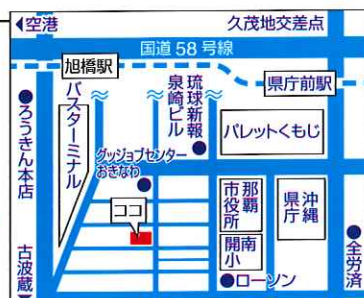 ◀空港
久茂地交差点
国道58号線
旭橋駅
県庁前駅
ろうきん本店
バスターミナル
琉球新報
泉崎ビル
パレットくもじ
グッジョブセンター
おきなわ
ココ
那覇
市役所
沖縄
県庁
開南
小
ローソン
全労済
古波蔵